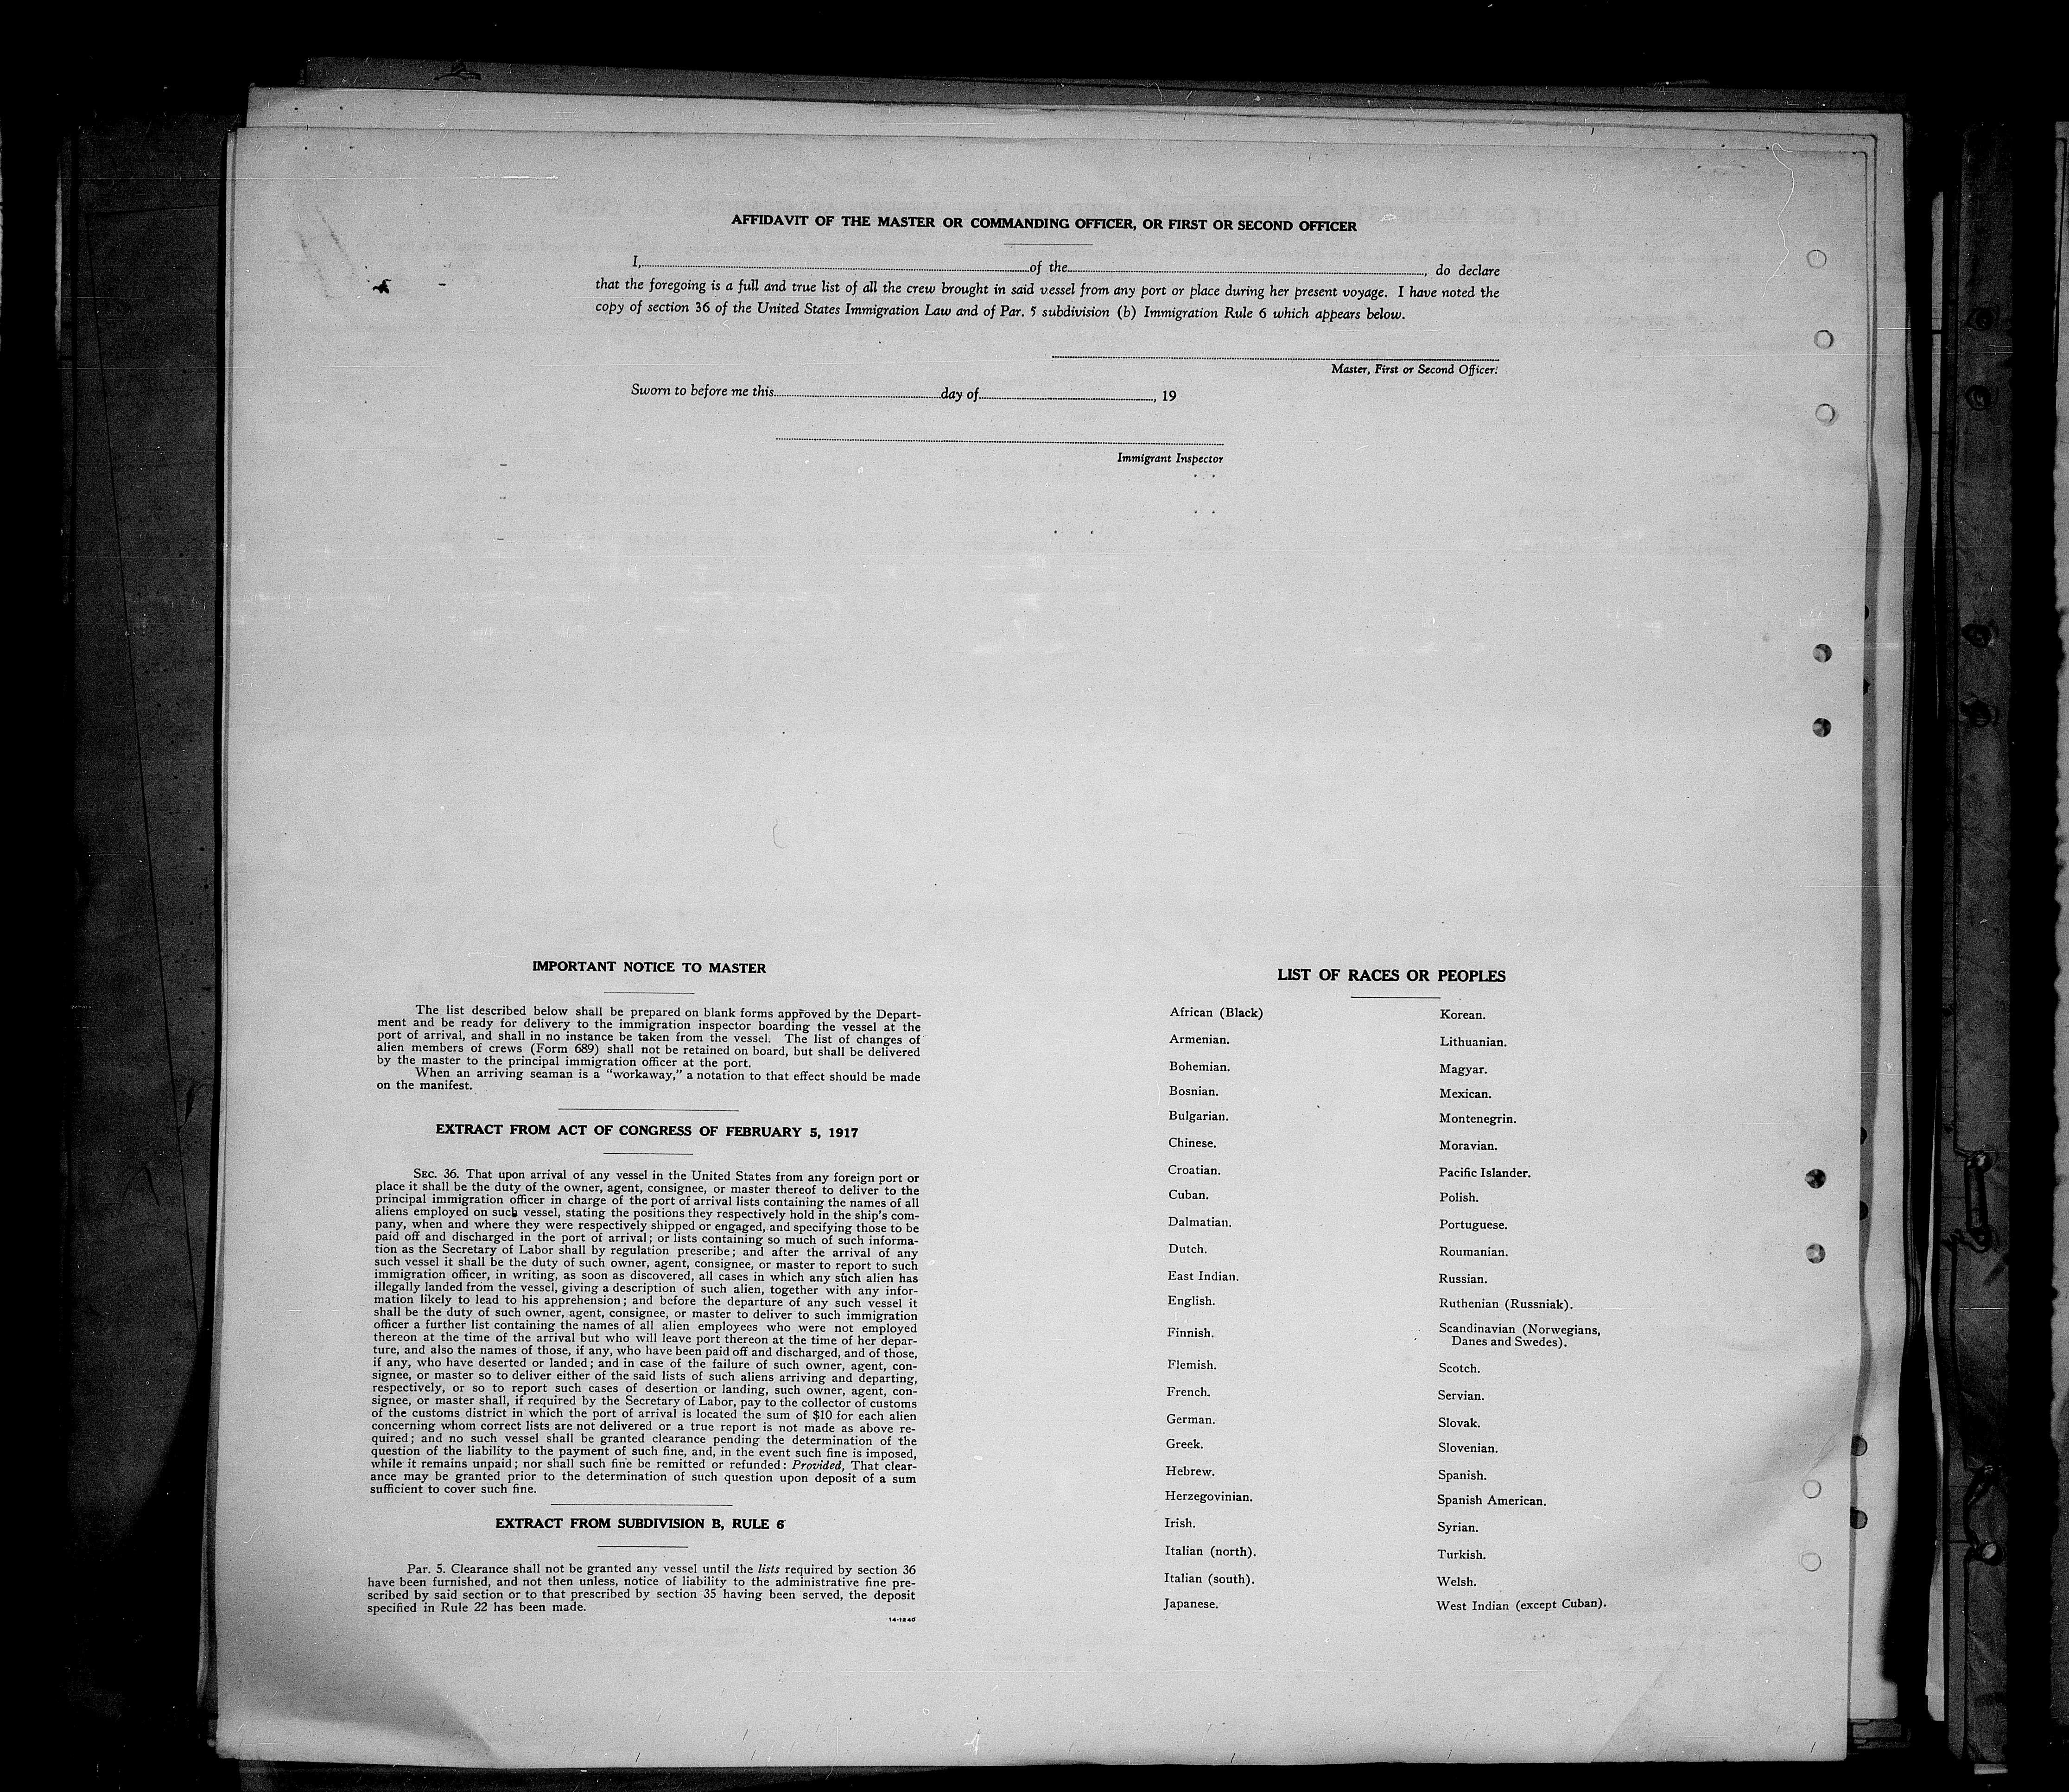 AFFIDAVIT OF THE MASTER OR COMMANDING OFFICER, OR FIRST OR SECOND OFFICER
I, of the , do declare
that the foregoing is a full and true list of all the crew brought in said vessel from any port or place during her present voyage. I have noted the
copy of section 36 of the United States Immigration Law and of Par. 5 subdivision (b) Immigration Rule 6 which appears below.
Master, First or Second Officer.
Sworn to before me this day of , 19
Immigrant Inspector
IMPORTANT NOTICE TO MASTER
The list described below shall be prepared on blank forms approved by the Depart-
ment and be ready for delivery to the immigration inspector boarding the vessel at the
port of arrival, and shall in no instance be taken from the vessel. The list of changes of
alien members of crews (Form 689) shall not be retained on board, but shall be delivered
by the master to the principal immigration officer at the port.
When an arriving seaman is a "workaway," a notation to that effect should be made
on the manifest.
EXTRACT FROM ACT OF CONGRESS OF FEBRUARY 5, 1917
SEC. 36. That upon arrival of any vessel in the United States from any foreign port or
place it shall be the duty of the owner, agent, consignee, or master thereof to deliver to the
principal immigration officer in charge of the port of arrival lists containing the names of all
aliens employed on such vessel, stating the positions they respectively hold in the ship's com-
pany, when and where they were respectively shipped or engaged, and specifying those to be
paid off and discharged in the port of arrival; or lists containing so much of such informa-
tion as the Secretary of Labor shall by regulation prescribe; and after the arrival of any
such vessel it shall be the duty of such owner, agent, consignee, or master to report to such
immigration officer, in writing, as soon as discovered, all cases in which any such alien has
illegally landed from the vessel, giving a description of such alien, together with any infor-
mation likely to lead to his apprehension; and before the departure of any such vessel it
shall be the duty of such owner, agent, consignee, or master to deliver to such immigration
officer a further list containing the names of all alien employees who were not employed
thereon at the time of the arrival but who will leave port thereon at the time of her depar-
ture, and also the names of those, if any, who have been paid off and discharged, and of those,
if any, who have deserted or landed; and in case of the failure of such owner, agent, con-
signee, or master so to deliver either of the said lists of such aliens arriving and departing,
respectively, or so to report such cases of desertion or landing, such owner, agent, con-
signee, or master shall, if required by the Secretary of Labor, pay to the collector of customs
of the customs district in which the port of arrival is located the sum of $10 for each alien
concerning whom correct lists are not delivered or a true report is not made as above re-
quired; and no such vessel shall be granted clearance pending the determination of the
question of the liability to the payment of such fine, and, in the event such fine is imposed,
while it remains unpaid; nor shall such fine be remitted or refunded: Provided, That clear-
ance may be granted prior to the determination of such question upon deposit of a sum
sufficient to cover such fine.
EXTRACT FROM SUBDIVISION B, RULE 6
Par. 5. Clearance shall not be granted any vessel until the lists required by section 36
have been furnished, and not then unless, notice of liability to the administrative fine pre-
scribed by said section or to that prescribed by section 35 having been served, the deposit
specified in Rule 22 has been made.
14-1240
LIST OF RACES OR PEOPLES
African (Black)
Armenian.
Bohemian.
Bosnian.
Bulgarian.
Chinese.
Croatian.
Cuban.
Dalmatian.
Dutch.
East Indian.
English.
Finnish.
Flemish.
French.
German.
Greek.
Hebrew.
Herzegovinian.
Irish.
Italian (north).
Italian (south).
Japanese.
Korean.
Lithuanian.
Magyar.
Mexican.
Montenegrin.
Moravian.
Pacific Islander.
Polish.
Portuguese.
Roumanian.
Russian.
Ruthenian (Russniak).
Scandinavian (Norwegians,
Danes and Swedes).
Scotch.
Servian.
Slovak.
Slovenian.
Spanish.
Spanish American.
Syrian.
Turkish.
Welsh.
West Indian (except Cuban).